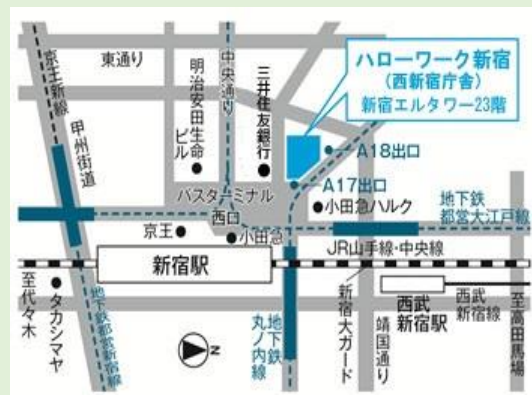 東通り
中央通り
京王新線
甲州街道
明治安田生命
ビル
三井住友銀行
ハローワーク新宿
(西新宿庁舎)
新宿エルタワー23階
A18出口
A17出口
バスターミナル
西口
小田急ハルク
地下鉄
都営大江戸線
京王
小田急
JR山手線・中央線
新宿駅
至代々木
タカシマヤ
地下鉄都営新宿線
N
地下鉄
丸ノ内線
新宿大ガード
靖国通り
西武
新宿駅
西武
新宿線
至高田馬場